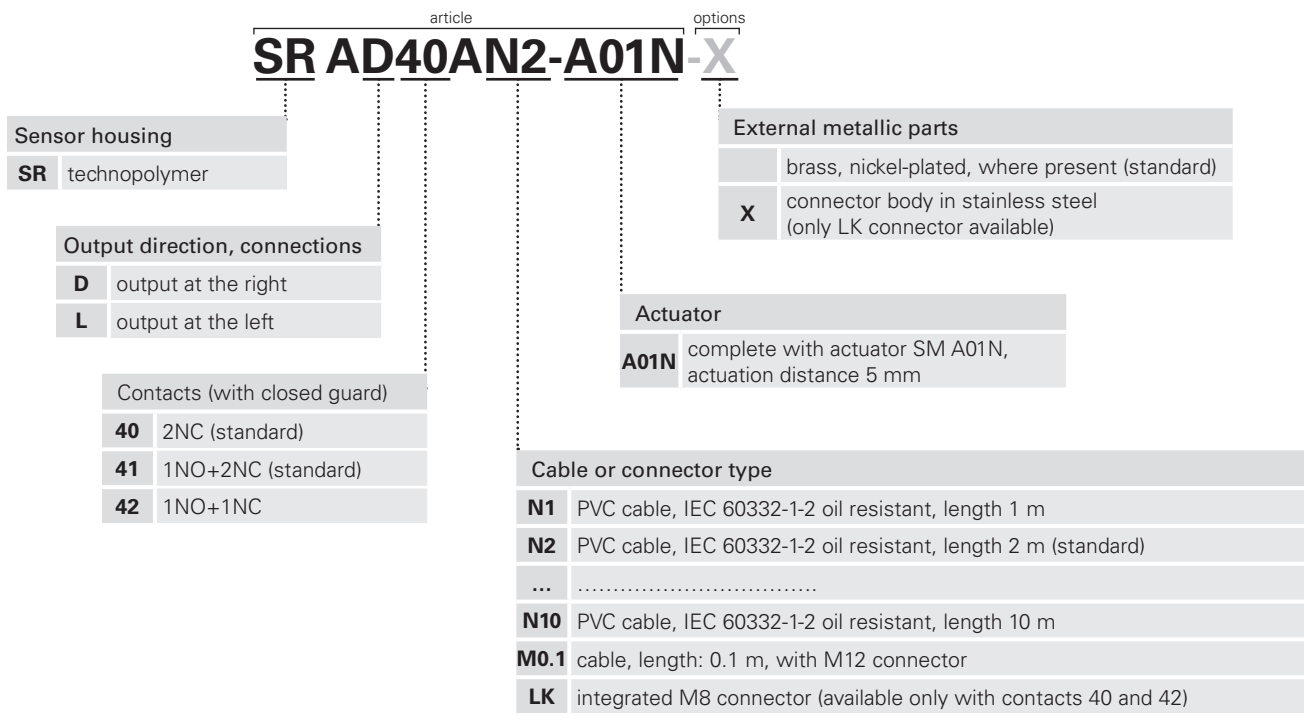 article options
SR AD40AN2-A01N-X
Sensor housing
SR technopolymer
Output direction, connections
D output at the right
L output at the left
Contacts (with closed guard)
40 2NC (standard)
41 1NO+2NC (standard)
42 1NO+1NC
External metallic parts
brass, nickel-plated, where present (standard)
X connector body in stainless steel
(only LK connector available)
Actuator
A01N complete with actuator SM A01N,
actuation distance 5 mm
Cable or connector type
N1 PVC cable, IEC 60332-1-2 oil resistant, length 1 m
N2 PVC cable, IEC 60332-1-2 oil resistant, length 2 m (standard)
... ..................................
N10 PVC cable, IEC 60332-1-2 oil resistant, length 10 m
M0.1 cable, length: 0.1 m, with M12 connector
LK integrated M8 connector (available only with contacts 40 and 42)